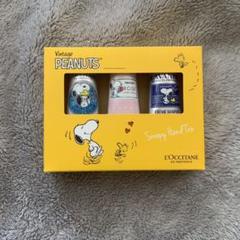 Vintage
PEANUTS
Snoopy Hand Trio
L'OCCITANE
EN PROVENCE